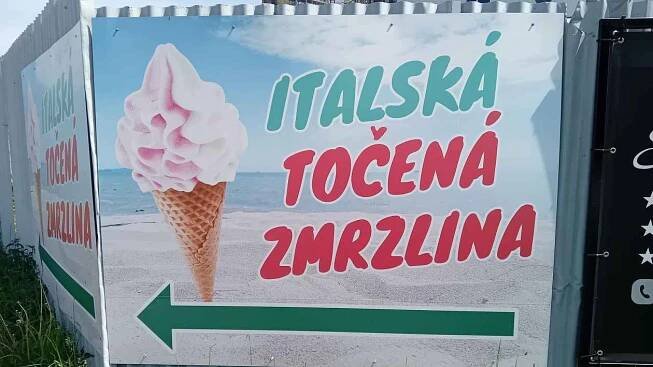 ITALSKÁ
TOČENÁ
ZMRZLINA
ITALSKÁ
TOČENÁ
ZMRZLINA